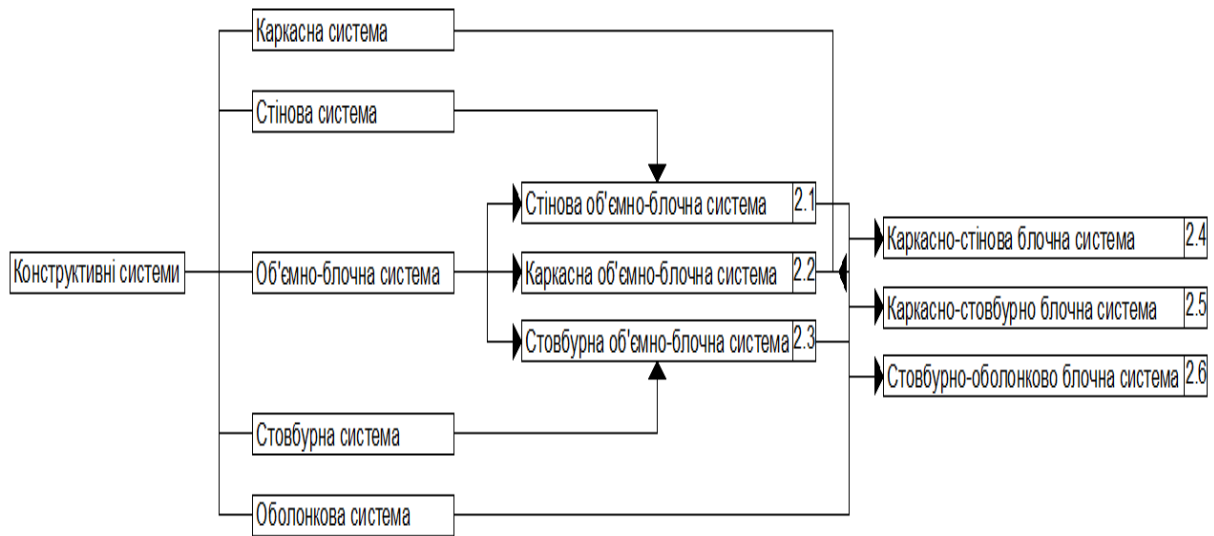 Каркасна система
Стінова система
Стінова об'ємно-блочна система 2.1
Каркасно-стінова блочна система 2.4
Конструктивні системи
Об'ємно-блочна система
Каркасна об'ємно-блочна система 2.2
Каркасно-стовбурно блочна система 2.5
Стовбурна об'ємно-блочна система 2.3
Стовбурно-оболонково блочна система 2.6
Стовбурна система
Оболонкова система